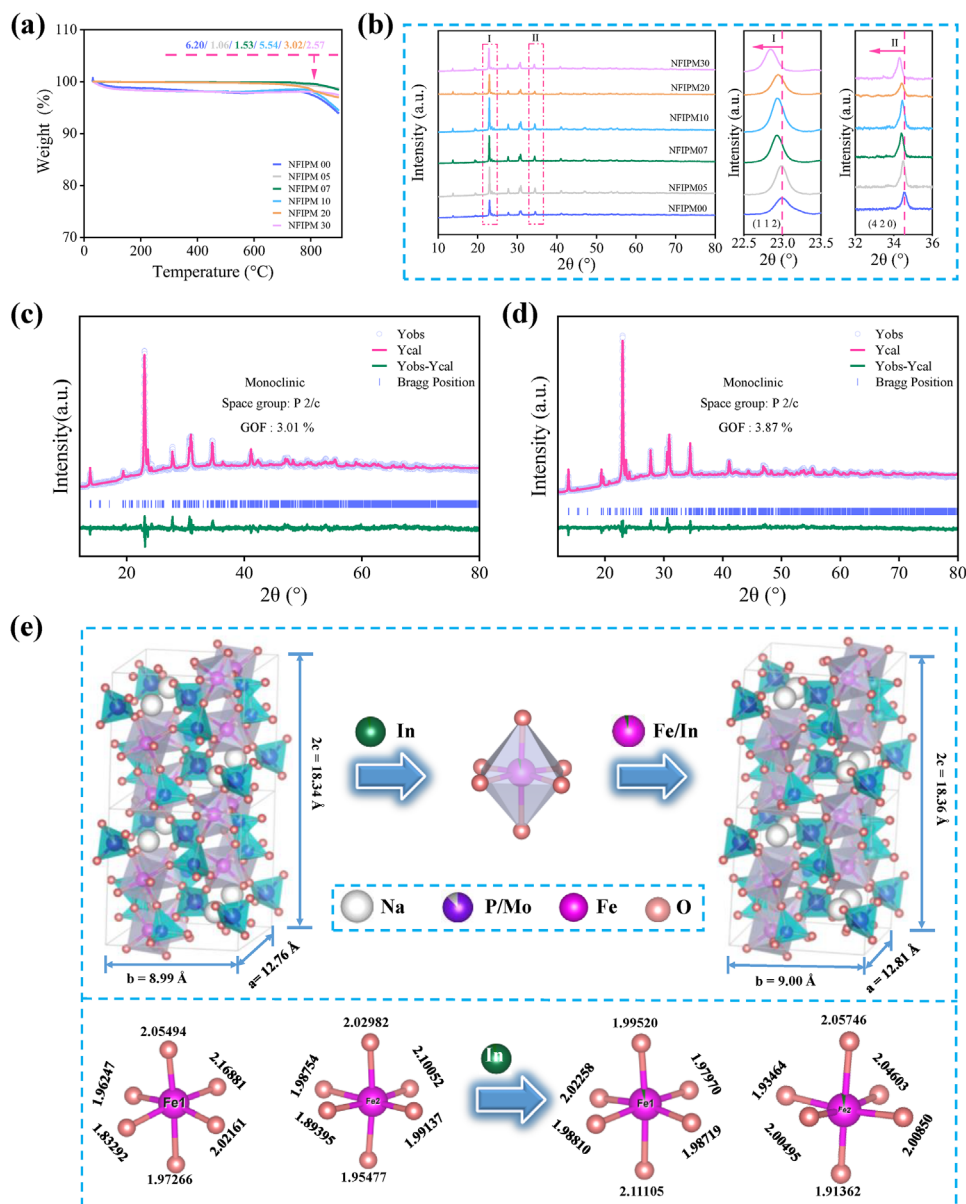 (a)
110
100
90
80
70
Weight (%)
6.20/ 1.06/ 1.53/ 5.54/ 3.02/2.57
NFIPM 00
NFIPM 05
NFIPM 07
NFIPM 10
NFIPM 20
NFIPM 30
0 200 400 600 800
Temperature (°C)
(b)
Intensity (a.u.)
I II
NFIPM30
NFIPM20
NFIPM10
NFIPM07
NFIPM05
NFIPM00
10 20 30 40 50 60 70 80
2θ (°)
Intensity (a.u.)
I
(1 1 2)
22.5 23.0 23.5
2θ (°)
Intensity (a.u.)
II
(4 2 0)
32 34 36
2θ (°)
(c)
Intensity(a.u.)
Yobs
Ycal
Yobs-Ycal
Bragg Position
Monoclinic
Space group: P 2/c
GOF : 3.01 %
20 40 60 80
2θ (°)
(d)
Intensity (a.u.)
Yobs
Ycal
Yobs-Ycal
Bragg Position
Monoclinic
Space group: P 2/c
GOF : 3.87 %
20 30 40 50 60 70 80
2θ (°)
(e)
2c = 18.34 Å
b = 8.99 Å
a= 12.76 Å
In
Fe/In
2c = 18.36 Å
b = 9.00 Å
a = 12.81 Å
Na
P/Mo
Fe
O
2.05494
1.96247
2.16881
Fe1
1.83292
2.02161
1.97266
2.02982
1.98754
2.10052
Fe2
1.89395
1.99137
1.95477
In
1.99520
2.02258
1.97970
Fe1
1.98810
1.98719
2.11105
2.05746
1.93464
2.04603
Fe2
2.00495
2.00850
1.91362